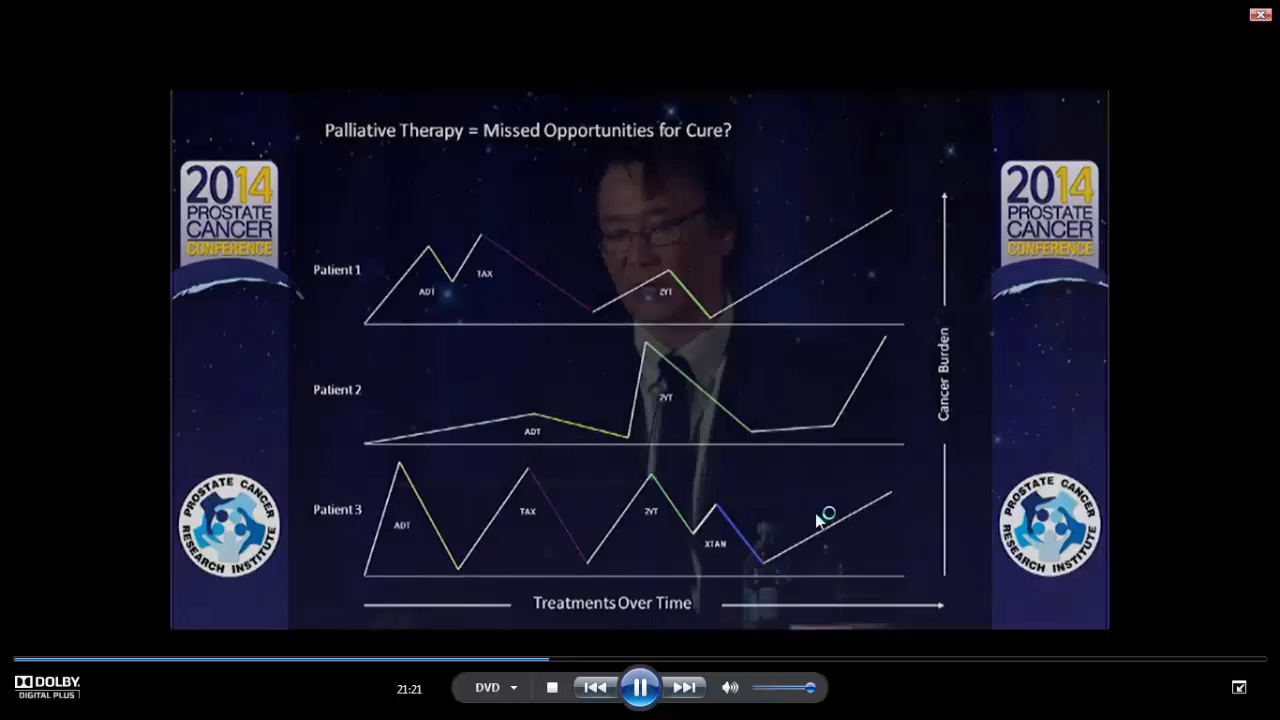 Palliative Therapy = Missed Opportunities for Cure?
2014
PROSTATE
CANCER
CONFERENCE
2014
PROSTATE
CANCER
CONFERENCE
Patient 1
ADT
TAX
ZYT
Patient 2
ADT
ZYT
Patient 3
ADT
TAX
ZYT
XTAN
Cancer Burden
Treatments Over Time
PROSTATE CANCER
RESEARCH INSTITUTE
PROSTATE CANCER
RESEARCH INSTITUTE
DOLBY
DIGITAL PLUS
21:21
DVD